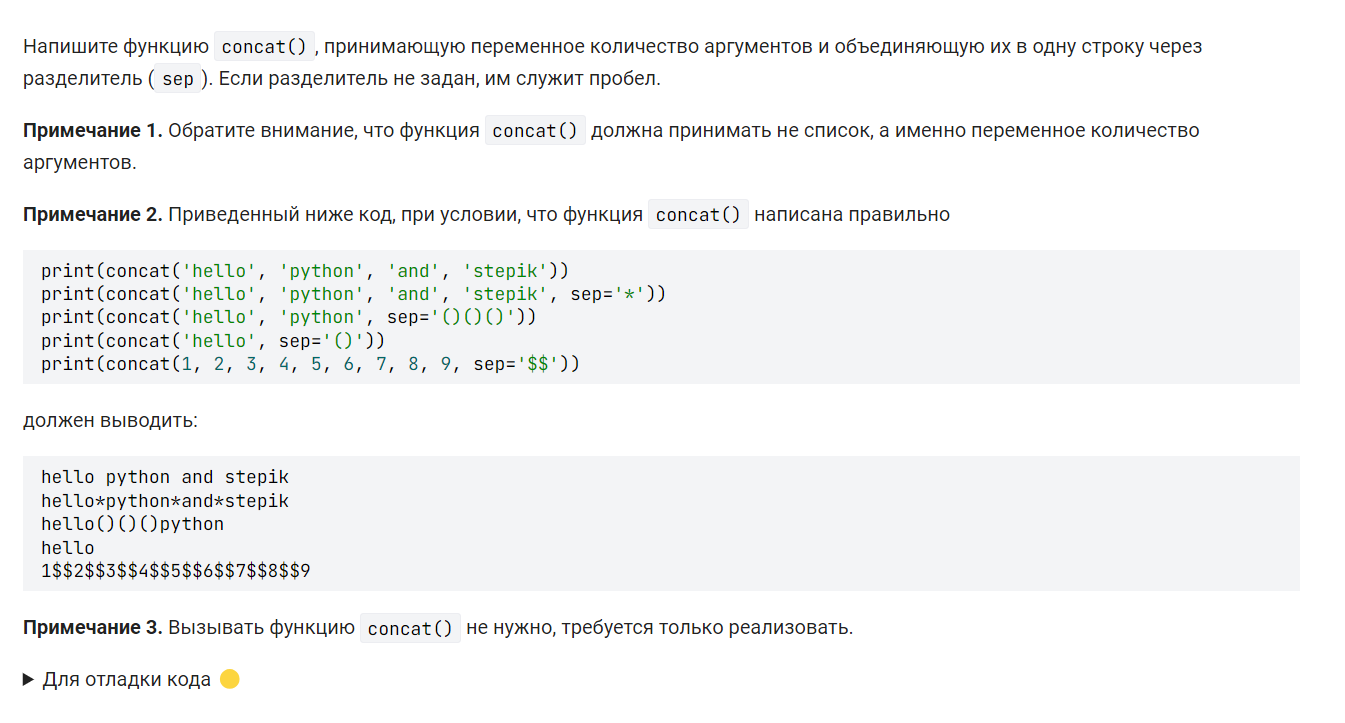 Напишите функцию concat(), принимающую переменное количество аргументов и объединяющую их в одну строку через
разделитель (sep). Если разделитель не задан, им служит пробел.
Примечание 1. Обратите внимание, что функция concat() должна принимать не список, а именно переменное количество
аргументов.
Примечание 2. Приведенный ниже код, при условии, что функция concat() написана правильно
print(concat('hello', 'python', 'and', 'stepik'))
print(concat('hello', 'python', 'and', 'stepik', sep='*'))
print(concat('hello', 'python', sep='()()()'))
print(concat('hello', sep='()'))
print(concat(1, 2, 3, 4, 5, 6, 7, 8, 9, sep='$$'))
должен выводить:
hello python and stepik
hello*python*and*stepik
hello()()()python
hello
1$$2$$3$$4$$5$$6$$7$$8$$9
Примечание 3. Вызывать функцию concat() не нужно, требуется только реализовать.
Для отладки кода